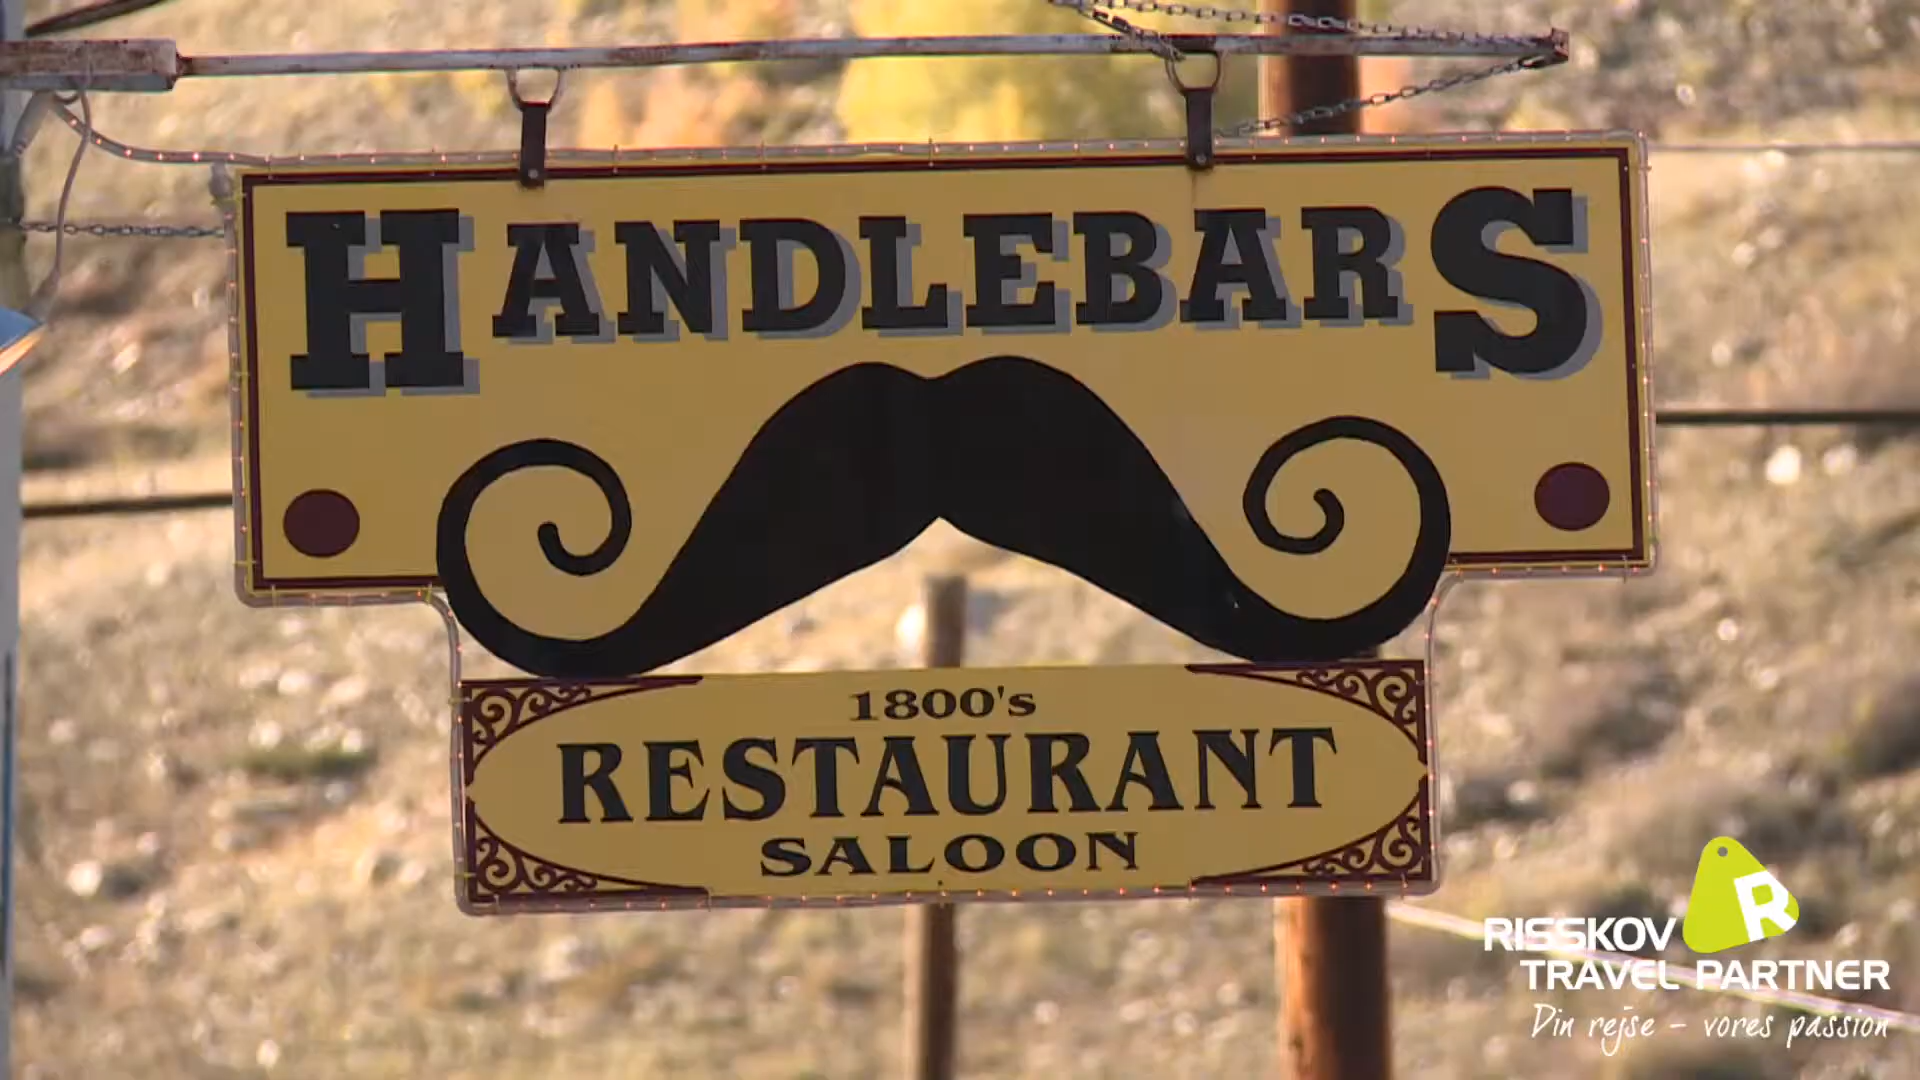 HANDLEBARS
1800's
RESTAURANT
SALOON
R
RISSKOV
TRAVEL PARTNER
Din rejse - vores passion